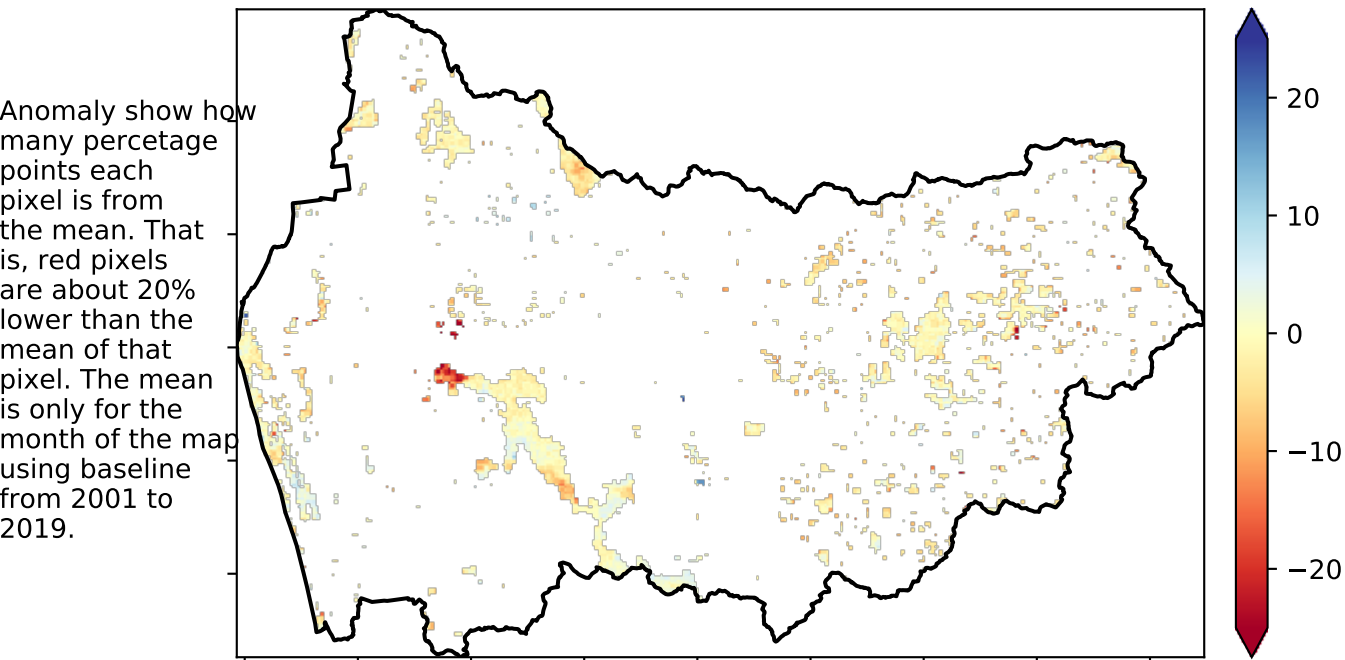 Anomaly show how
many percetage
points each
pixel is from
the mean. That
is, red pixels
are about 20%
lower than the
mean of that
pixel. The mean
is only for the
month of the map
using baseline
from 2001 to
2019.
20
10
0
−10
−20